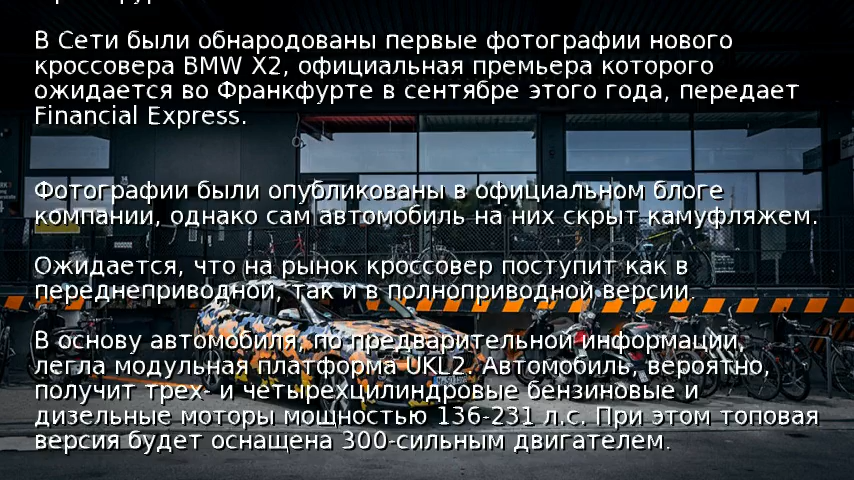 В Сети были обнародованы первые фотографии нового
кроссовера BMW X2, официальная премьера которого
ожидается во Франкфурте в сентябре этого года, передает
Financial Express.
Фотографии были опубликованы в официальном блоге
компании, однако сам автомобиль на них скрыт камуфляжем.
Ожидается, что на рынок кроссовер поступит как в
переднеприводной, так и в полноприводной версии.
В основу автомобиля, по предварительной информации,
легла модульная платформа UKL2. Автомобиль, вероятно,
получит трех- и четырехцилиндровые бензиновые и
дизельные моторы мощностью 136-231 л.с. При этом топовая
версия будет оснащена 300-сильным двигателем.